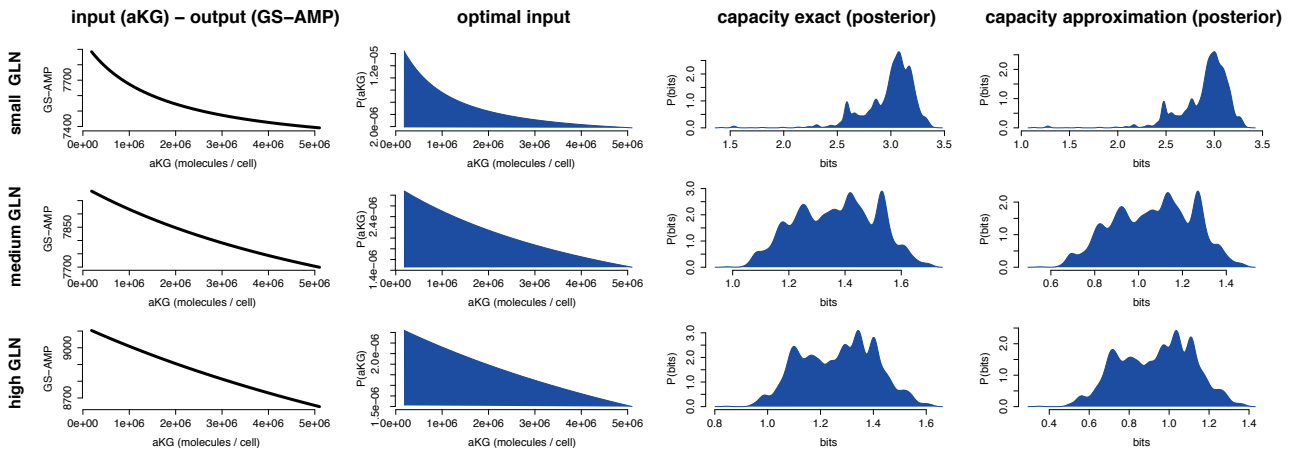 input (aKG) − output (GS−AMP)
optimal input
capacity exact (posterior)
capacity approximation (posterior)
small GLN
GS−AMP
7400
7700
0e+00 1e+06 2e+06 3e+06 4e+06 5e+06
aKG (molecules / cell)
P(aKG)
2.0e−06
1.2e−05
0e+00 1e+06 2e+06 3e+06 4e+06 5e+06
aKG (molecules / cell)
P(bits)
0.0 1.0 2.0
1.5 2.0 2.5 3.0 3.5
bits
P(bits)
0.0 1.0 2.0
1.0 1.5 2.0 2.5 3.0 3.5
bits
medium GLN
GS−AMP
7700
7850
0e+00 1e+06 2e+06 3e+06 4e+06 5e+06
aKG (molecules / cell)
P(aKG)
1.4e−06
2.4e−06
0e+00 1e+06 2e+06 3e+06 4e+06 5e+06
aKG (molecules / cell)
P(bits)
0.0 1.0 2.0 3.0
1.0 1.2 1.4 1.6
bits
P(bits)
0.0 1.0 2.0
0.6 0.8 1.0 1.2 1.4
bits
high GLN
GS−AMP
8700
9000
0e+00 1e+06 2e+06 3e+06 4e+06 5e+06
aKG (molecules / cell)
P(aKG)
1.5e−06
2.0e−06
0e+00 1e+06 2e+06 3e+06 4e+06 5e+06
aKG (molecules / cell)
P(bits)
0.0 1.0 2.0 3.0
0.8 1.0 1.2 1.4 1.6
bits
P(bits)
0.0 1.0 2.0
0.4 0.6 0.8 1.0 1.2 1.4
bits